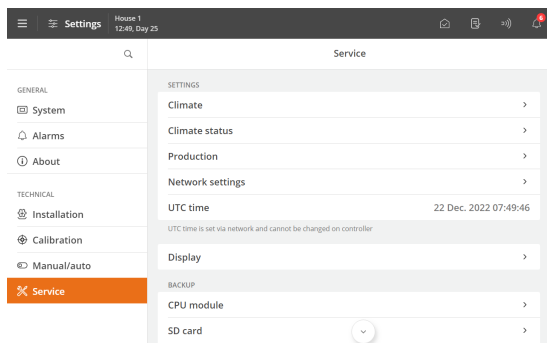 Settings
House 1
12:49, Day 25
6
Service
GENERAL
System
Alarms
About
TECHNICAL
Installation
Calibration
Manual/auto
Service
SETTINGS
Climate
Climate status
Production
Network settings
UTC time 22 Dec. 2022 07:49:46
UTC time is set via network and cannot be changed on controller
Display
BACKUP
CPU module
SD card